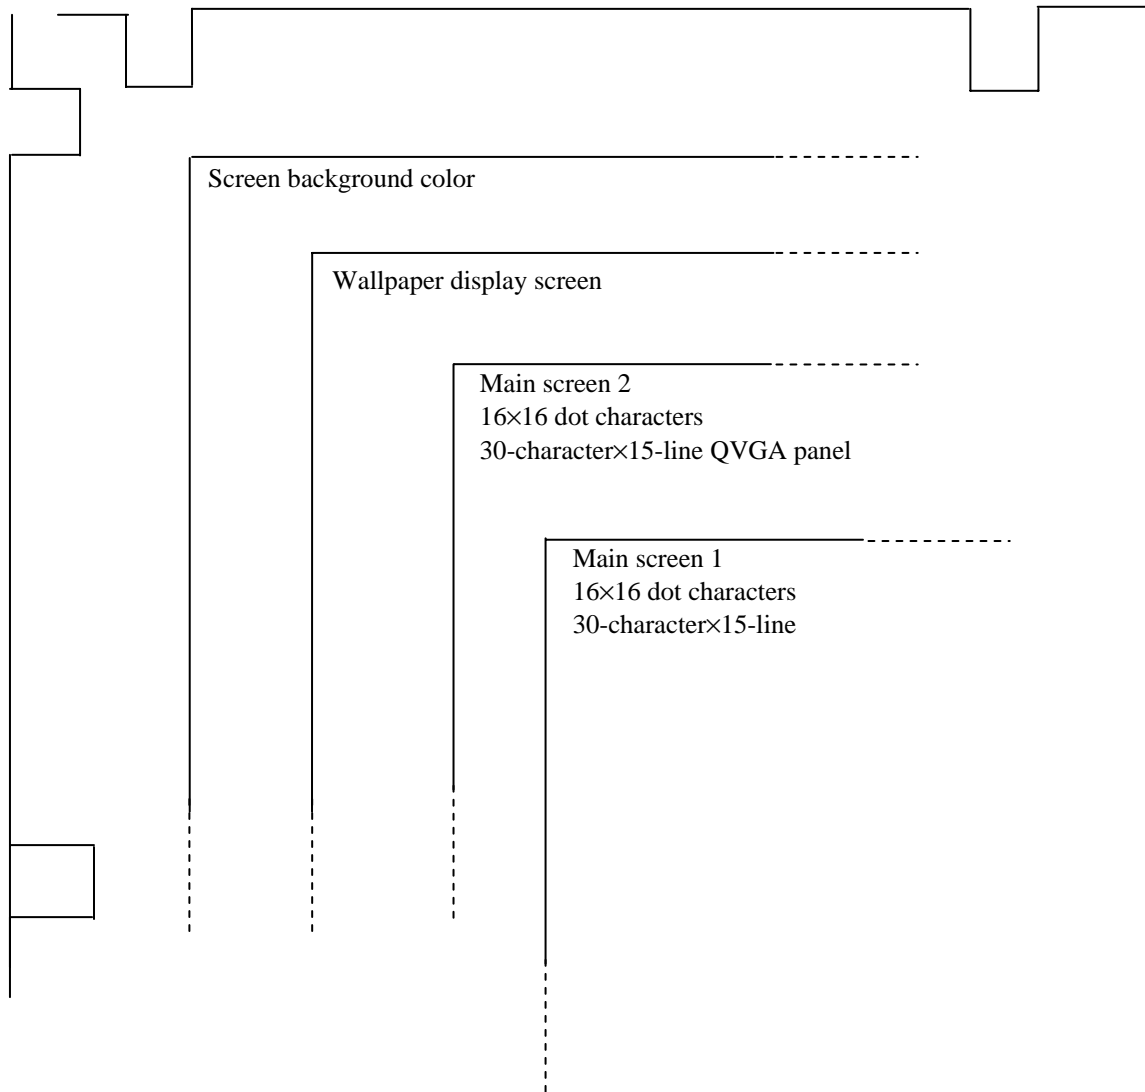 Screen background color
Wallpaper display screen
Main screen 2
16×16 dot characters
30-character×15-line QVGA panel
Main screen 1
16×16 dot characters
30-character×15-line